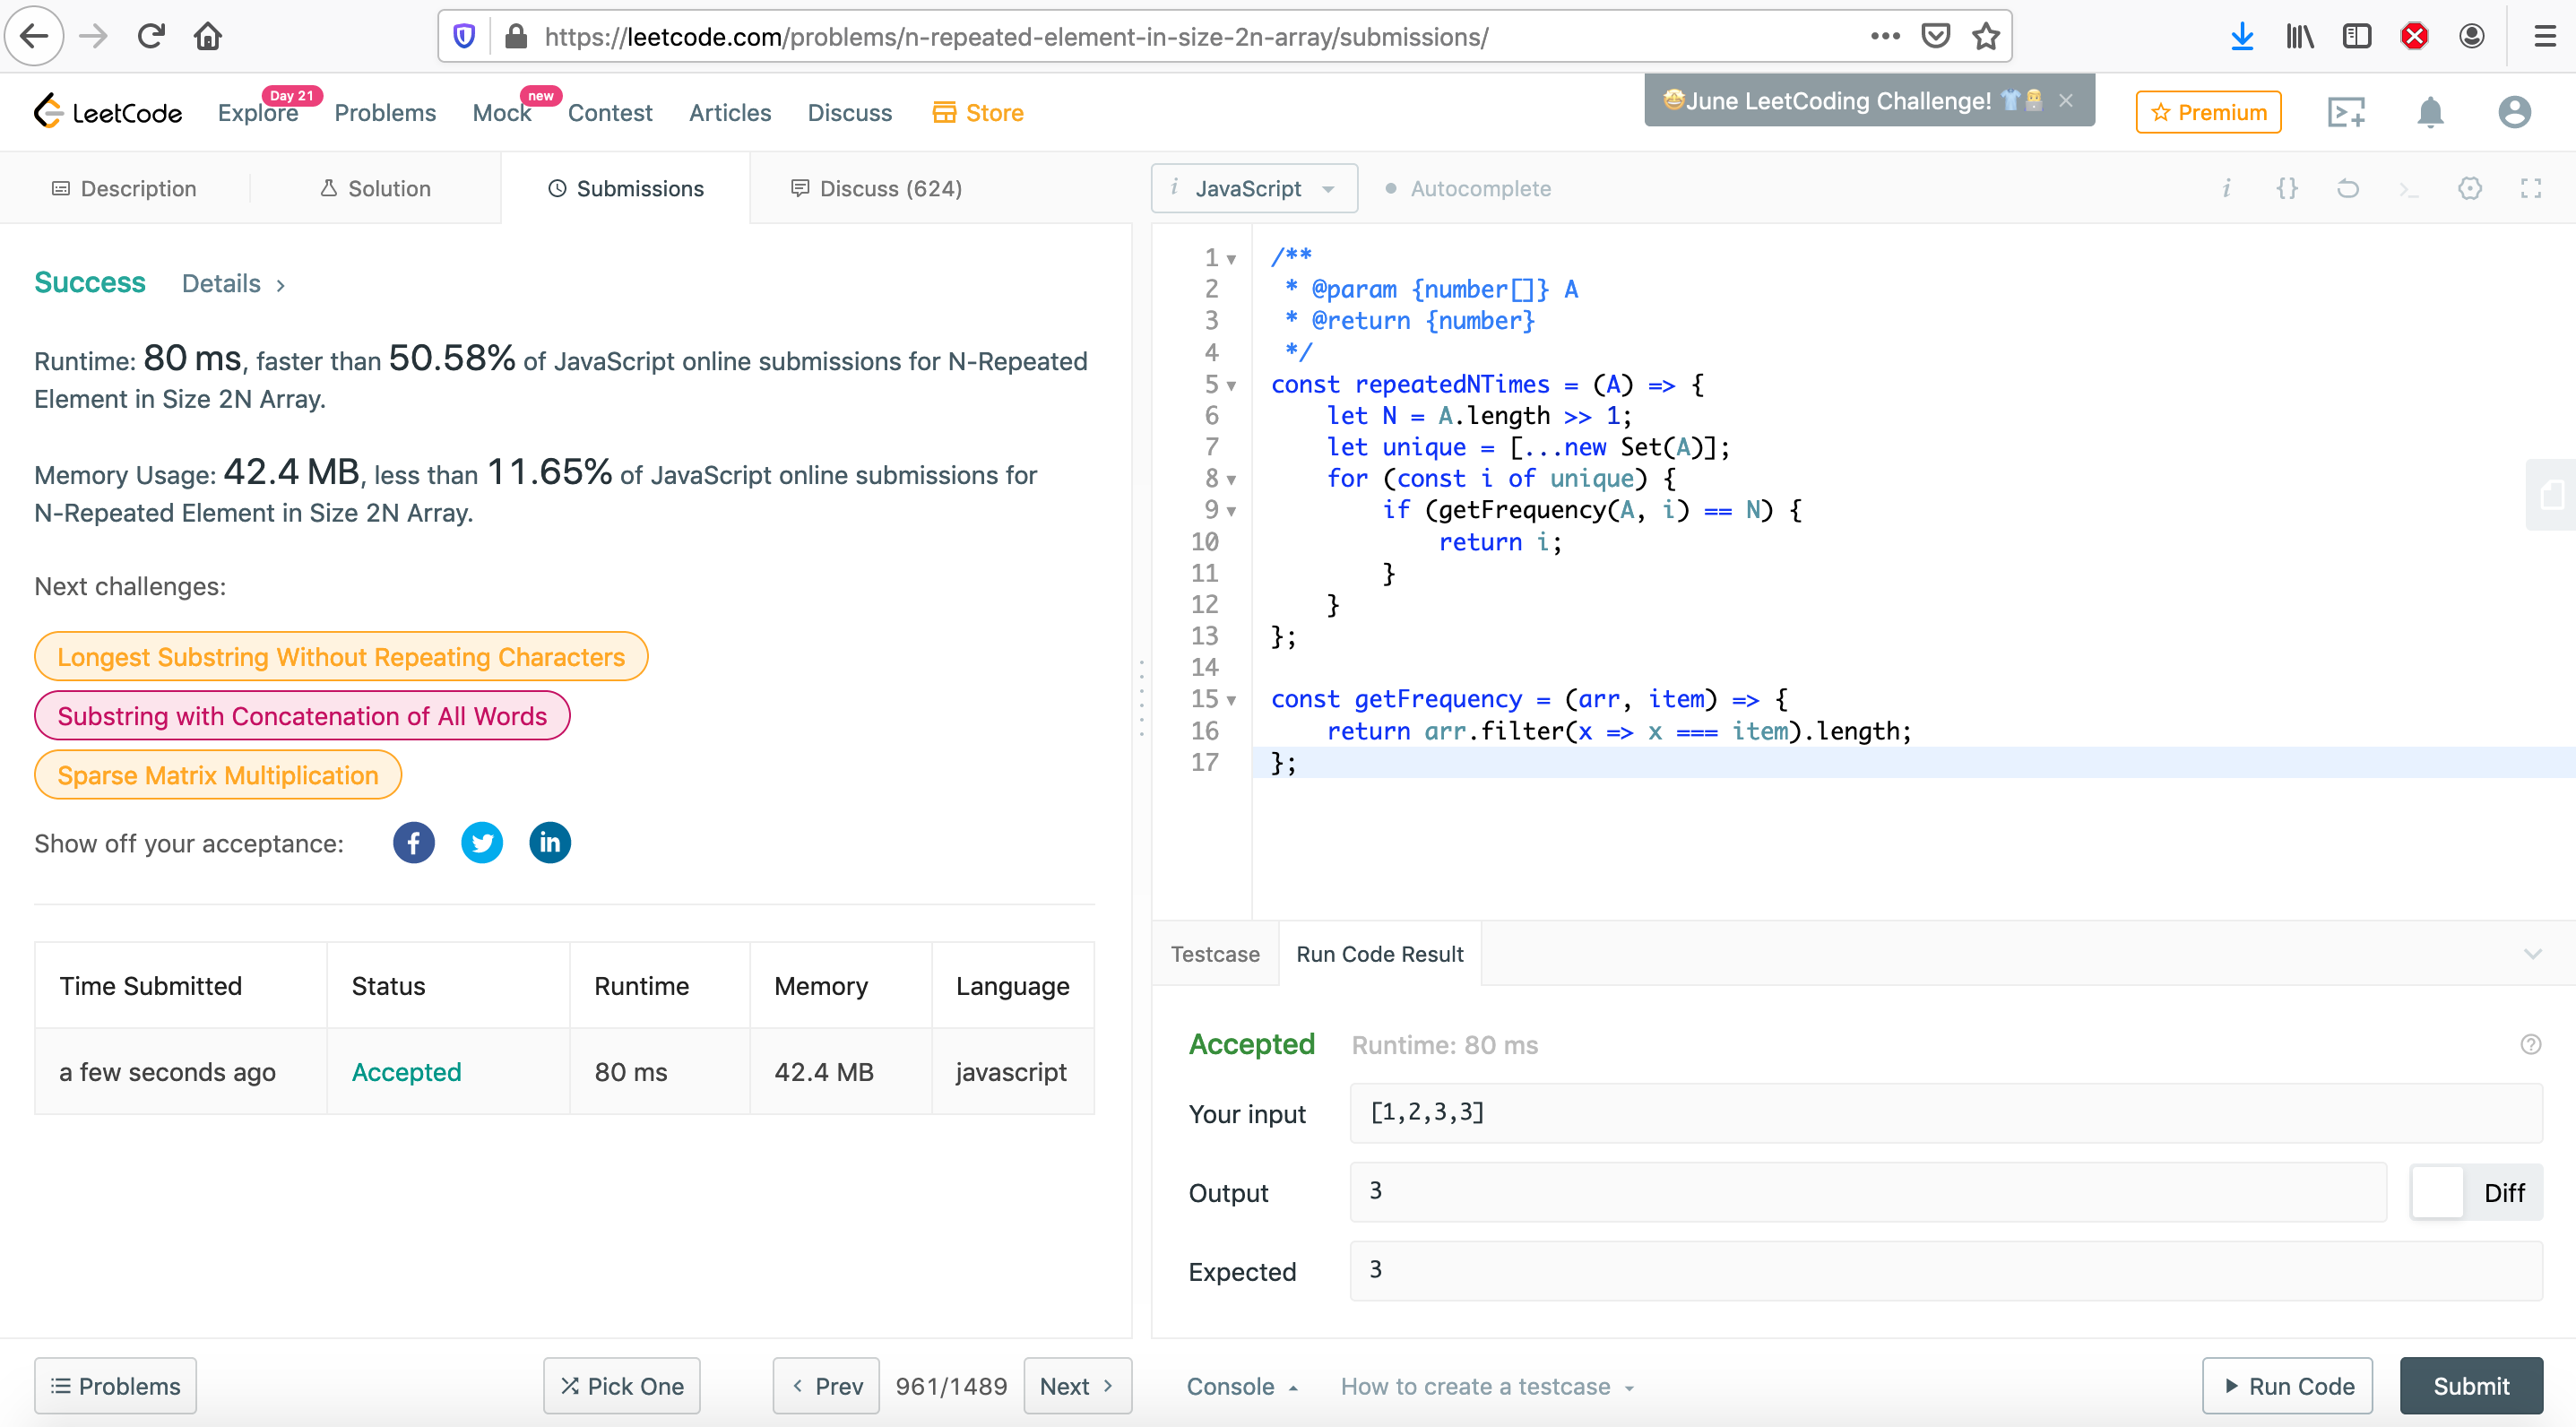 https://leetcode.com/problems/n-repeated-element-in-size-2n-array/submissions/
LeetCode
Explore
Day 21
Problems
Mock
new
Contest
Articles
Discuss
Store
🤩June LeetCoding Challenge! 👕👩‍💻 ×
Premium
Description
Solution
Submissions
Discuss (624)
i JavaScript
Autocomplete
i {}
Success Details >
Runtime: 80 ms, faster than 50.58% of JavaScript online submissions for N-Repeated
Element in Size 2N Array.
Memory Usage: 42.4 MB, less than 11.65% of JavaScript online submissions for
N-Repeated Element in Size 2N Array.
Next challenges:
Longest Substring Without Repeating Characters
Substring with Concatenation of All Words
Sparse Matrix Multiplication
Show off your acceptance:
f
in
Time Submitted Status Runtime Memory Language
a few seconds ago Accepted 80 ms 42.4 MB javascript
1 /**
2  * @param {number[]} A
3  * @return {number}
4  */
5 const repeatedNTimes = (A) => {
6     let N = A.length >> 1;
7     let unique = [...new Set(A)];
8     for (const i of unique) {
9         if (getFrequency(A, i) == N) {
10             return i;
11         }
12     }
13 };
14
15 const getFrequency = (arr, item) => {
16     return arr.filter(x => x === item).length;
17 };
Testcase
Run Code Result
Accepted Runtime: 80 ms
Your input [1,2,3,3]
Output 3
Diff
Expected 3
Problems
Pick One
‹ Prev
961/1489
Next ›
Console
How to create a testcase
Run Code
Submit